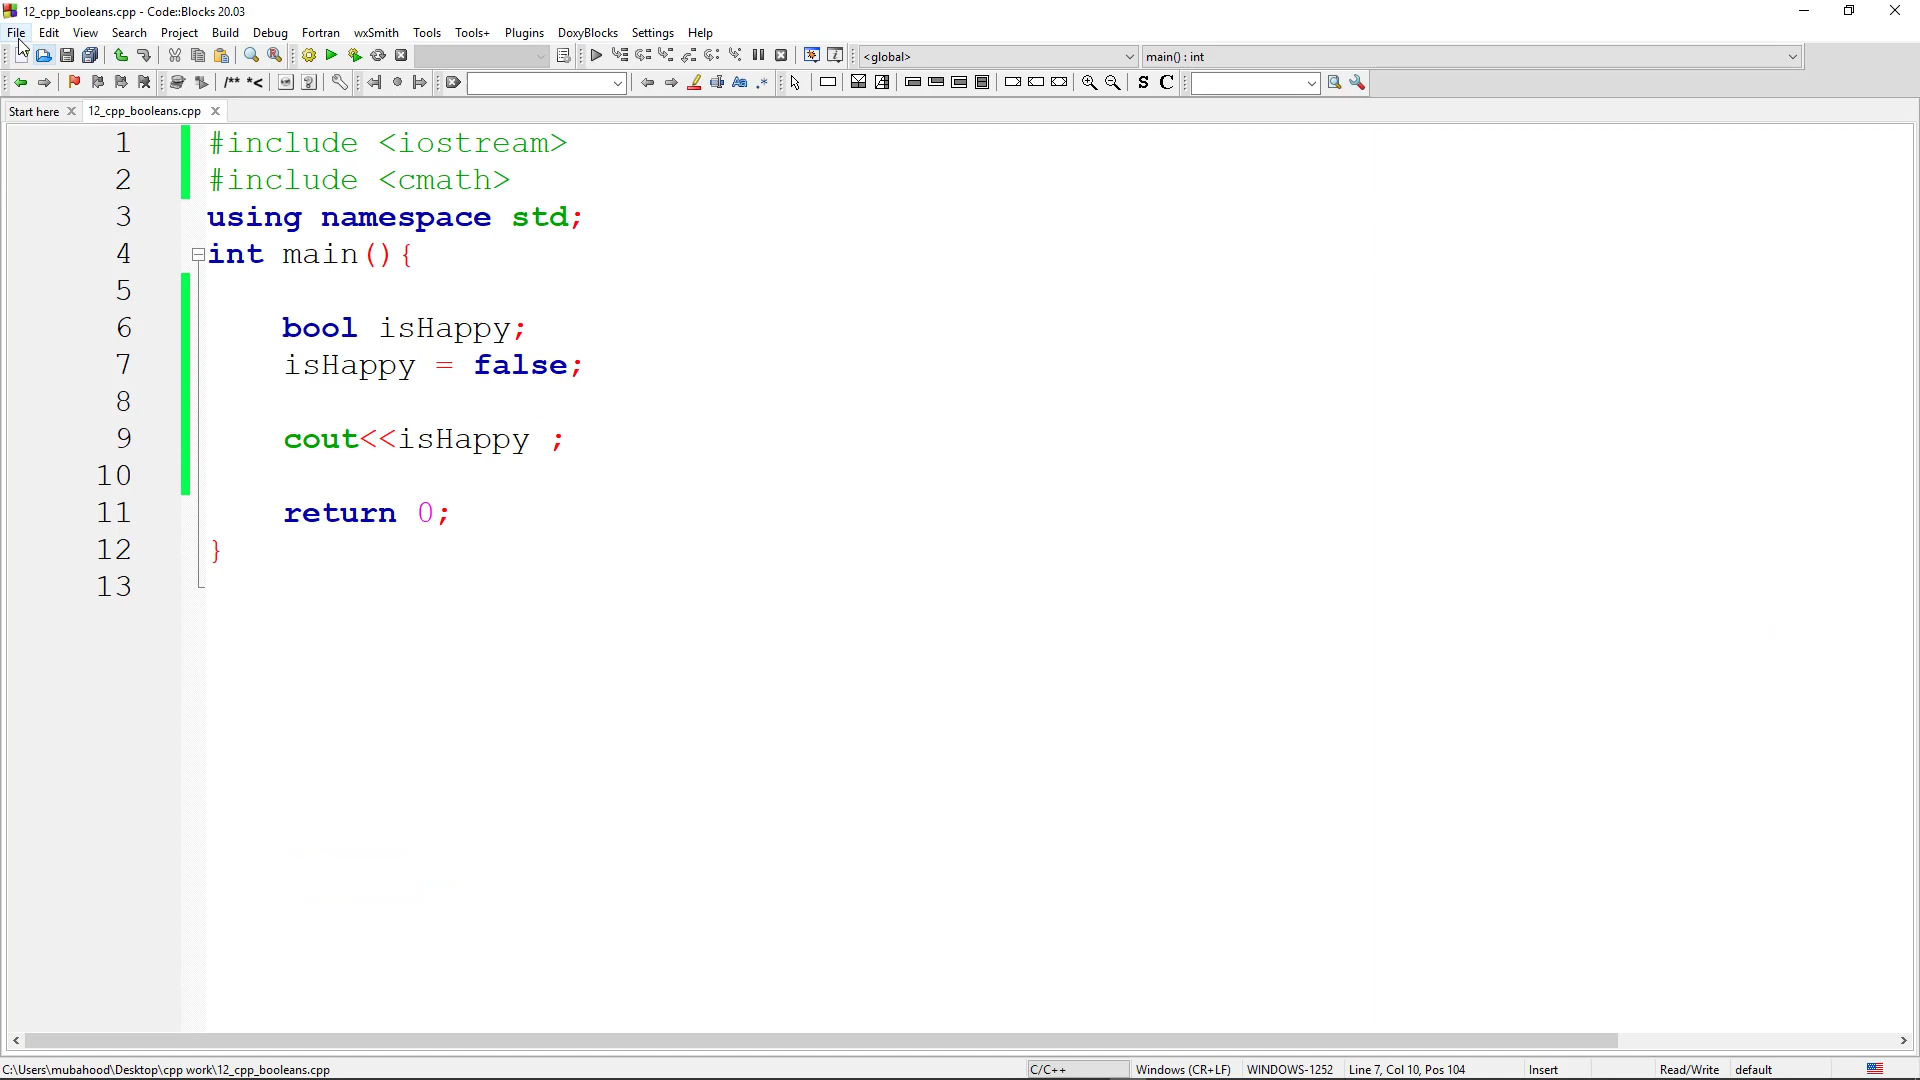 12_cpp_booleans.cpp - Code::Blocks 20.03
File Edit View Search Project Build Debug Fortran wxSmith Tools Tools+ Plugins DoxyBlocks Settings Help
<global> main() : int
/** *< Aa .* S C
Start here 12_cpp_booleans.cpp
1 #include <iostream>
2 #include <cmath>
3 using namespace std;
4 int main(){
5
6 bool isHappy;
7 isHappy = false;
8
9 cout<<isHappy ;
10
11 return 0;
12 }
13
C:\Users\mubahood\Desktop\cpp work\12_cpp_booleans.cpp C/C++ Windows (CR+LF) WINDOWS-1252 Line 7, Col 10, Pos 104 Insert Read/Write default